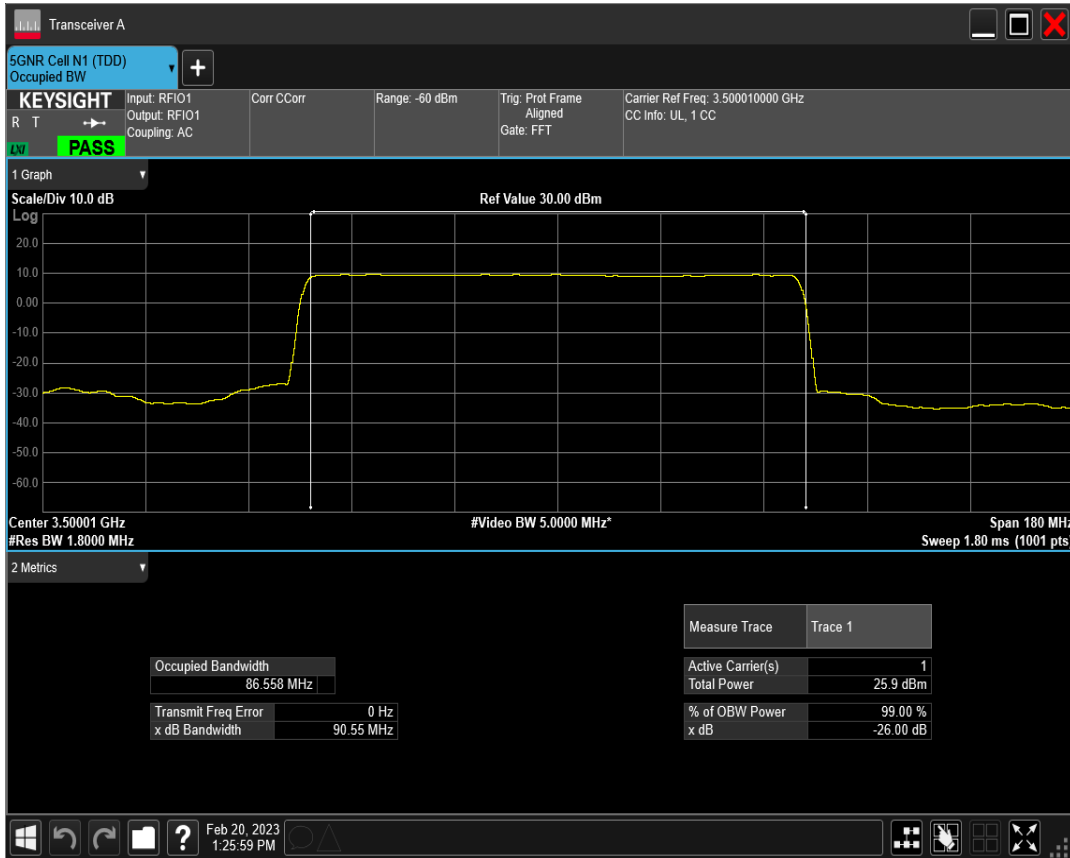 Transceiver A
5GNR Cell N1 (TDD)
Occupied BW
+
KEYSIGHT
R T
LXI
PASS
Input: RFIO1
Output: RFIO1
Coupling: AC
Corr CCorr
Range: -60 dBm
Trig: Prot Frame
Aligned
Gate: FFT
Carrier Ref Freq: 3.500010000 GHz
CC Info: UL, 1 CC
1 Graph
Scale/Div 10.0 dB
Ref Value 30.00 dBm
Log
20.0
10.0
0.00
-10.0
-20.0
-30.0
-40.0
-50.0
-60.0
Center 3.50001 GHz
#Video BW 5.0000 MHz*
Span 180 MHz
#Res BW 1.8000 MHz
Sweep 1.80 ms (1001 pts)
2 Metrics
Measure Trace Trace 1
Occupied Bandwidth
86.558 MHz
Transmit Freq Error 0 Hz
x dB Bandwidth 90.55 MHz
Active Carrier(s) 1
Total Power 25.9 dBm
% of OBW Power 99.00 %
x dB -26.00 dB
?
Feb 20, 2023
1:25:59 PM